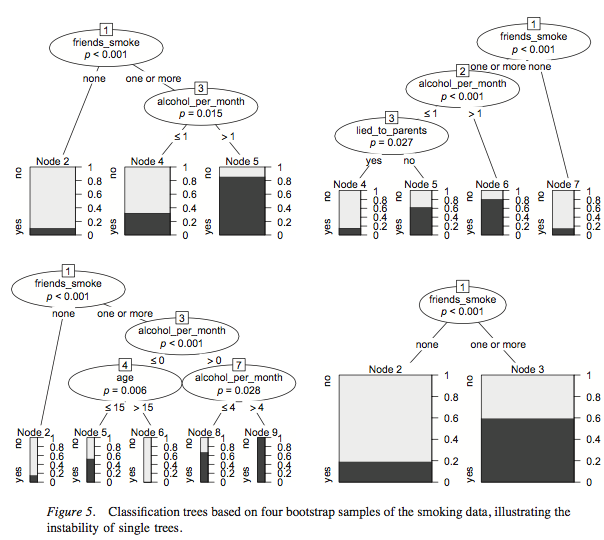 1
friends_smoke
p < 0.001
none one or more
3
alcohol_per_month
p = 0.015
≤ 1 > 1
Node 2 Node 4 Node 5
no yes 1 0.8 0.6 0.4 0.2 0
no yes 1 0.8 0.6 0.4 0.2 0
no yes 1 0.8 0.6 0.4 0.2 0
1
friends_smoke
p < 0.001
one or more none
2
alcohol_per_month
p < 0.001
≤ 1 > 1
3
lied_to_parents
p = 0.027
yes no
Node 4 Node 5 Node 6 Node 7
no yes 1 0.8 0.6 0.4 0.2 0
no yes 1 0.8 0.6 0.4 0.2 0
no yes 1 0.8 0.6 0.4 0.2 0
no yes 1 0.8 0.6 0.4 0.2 0
1
friends_smoke
p < 0.001
none one or more
3
alcohol_per_month
p < 0.001
≤ 0 > 0
4 7
age alcohol_per_month
p = 0.006 p = 0.028
≤ 15 > 15 ≤ 4 > 4
Node 2 Node 5 Node 6 Node 8 Node 9
no yes 1 0.8 0.6 0.4 0.2 0
no yes 1 0.8 0.6 0.4 0.2 0
no yes 1 0.8 0.6 0.4 0.2 0
no yes 1 0.8 0.6 0.4 0.2 0
no yes 1 0.8 0.6 0.4 0.2 0
1
friends_smoke
p < 0.001
none one or more
Node 2 Node 3
no yes 1 0.8 0.6 0.4 0.2 0
no yes 1 0.8 0.6 0.4 0.2 0
Figure 5. Classification trees based on four bootstrap samples of the smoking data, illustrating the
instability of single trees.